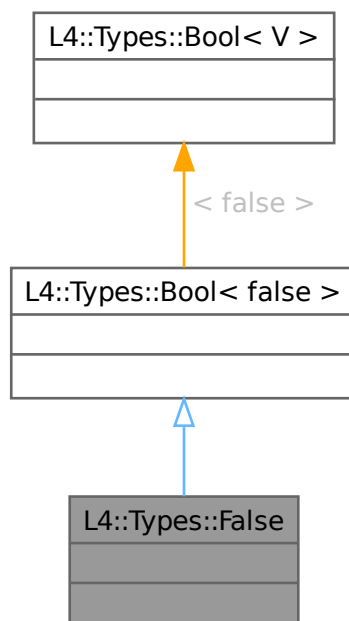 L4::Types::Bool< V >
< false >
L4::Types::Bool< false >
L4::Types::False